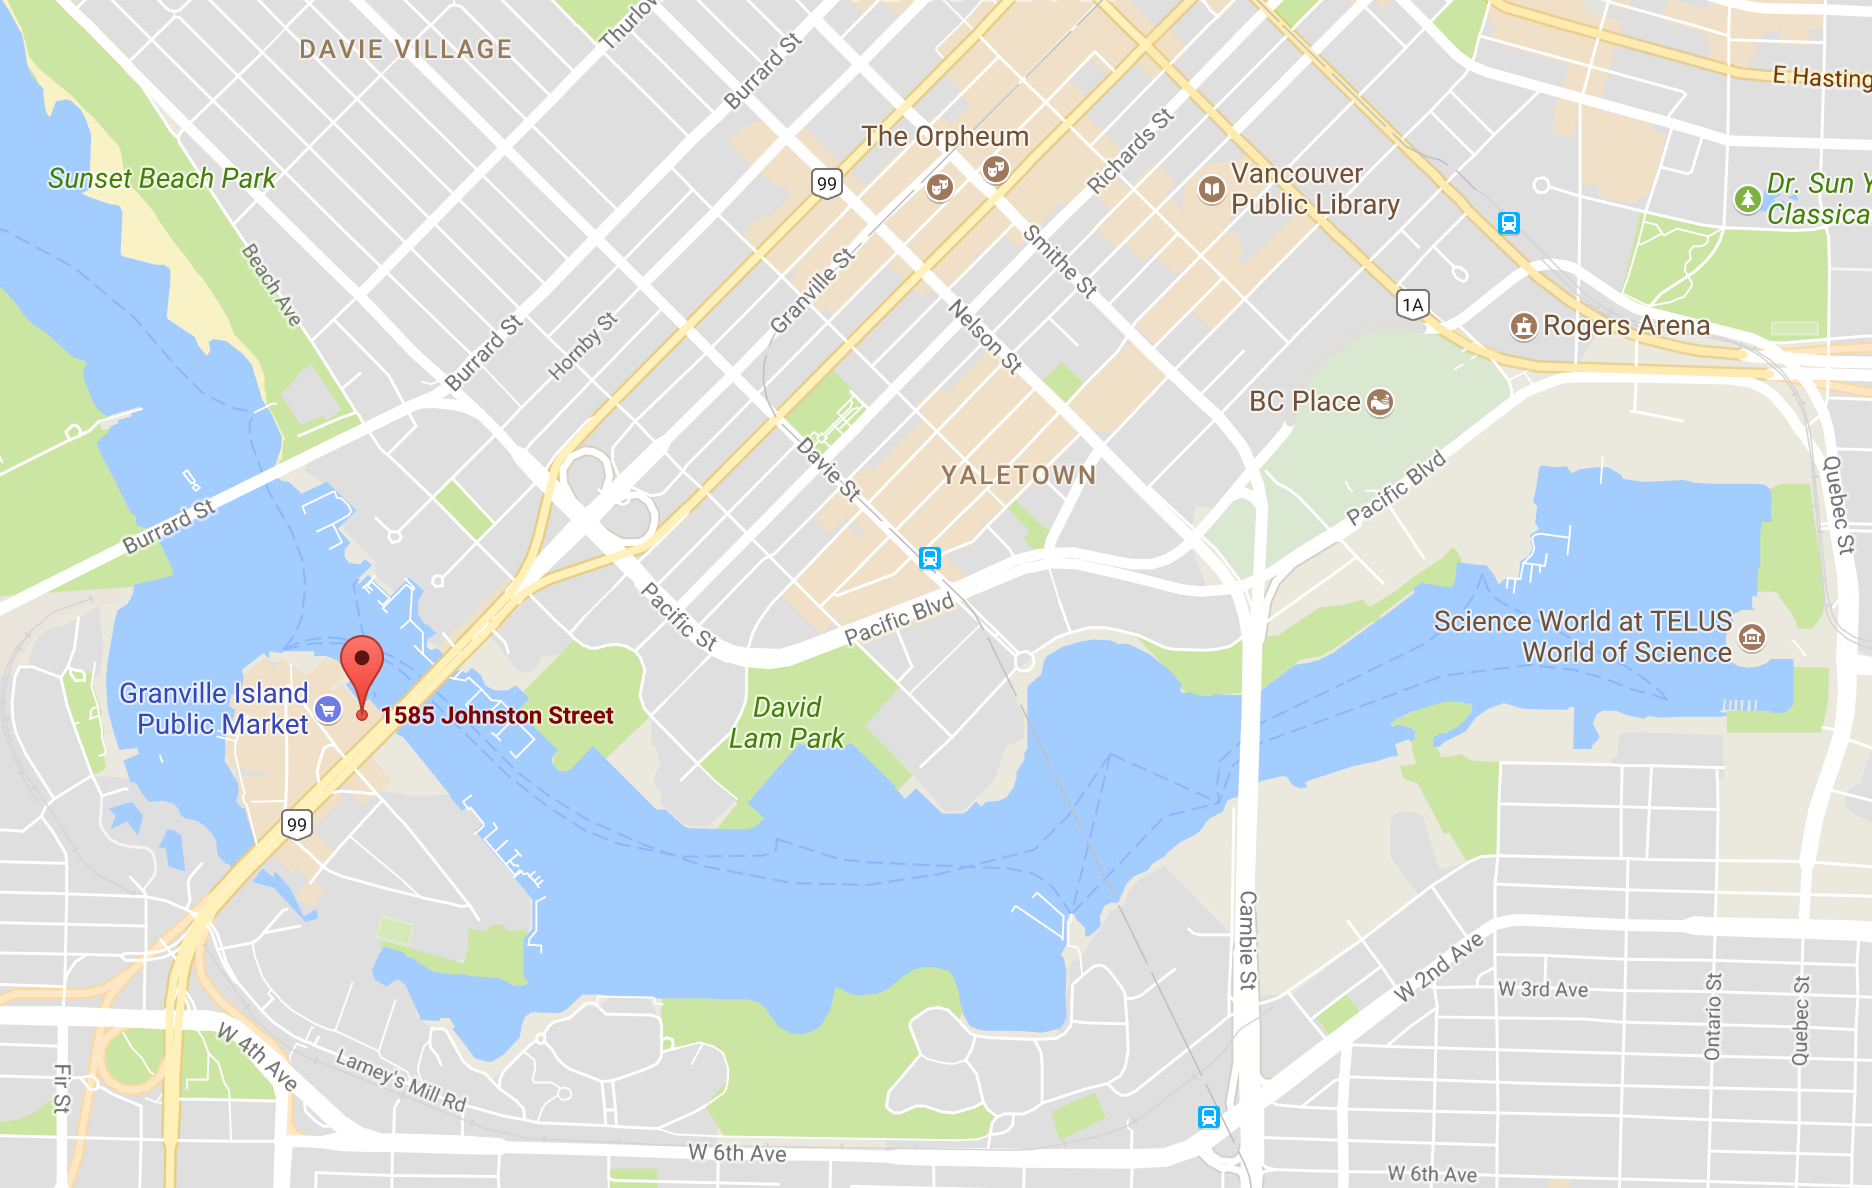 DAVIE VILLAGE
Thurlow
Burrard St
E Hasting
The Orpheum
99
Richards St
Vancouver
Public Library
Sunset Beach Park
Dr. Sun Y
Classica
Beach Ave
Smithe St
Granville St
1A
Rogers Arena
Nelson St
Burrard St
Hornby St
BC Place
Davie St
YALETOWN
Pacific Blvd
Quebec St
Burrard St
Pacific St
Pacific Blvd
Science World at TELUS
World of Science
Granville Island
Public Market
1585 Johnston Street
David
Lam Park
99
Cambie St
W 2nd Ave
W 3rd Ave
Ontario St
Quebec St
W 4th Ave
Lamey's Mill Rd
Fir St
W 6th Ave
W 6th Ave